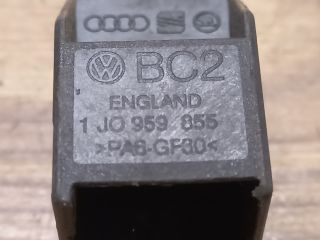 BC2
ENGLAND
1 J0 959 855
>PA6-GF30<